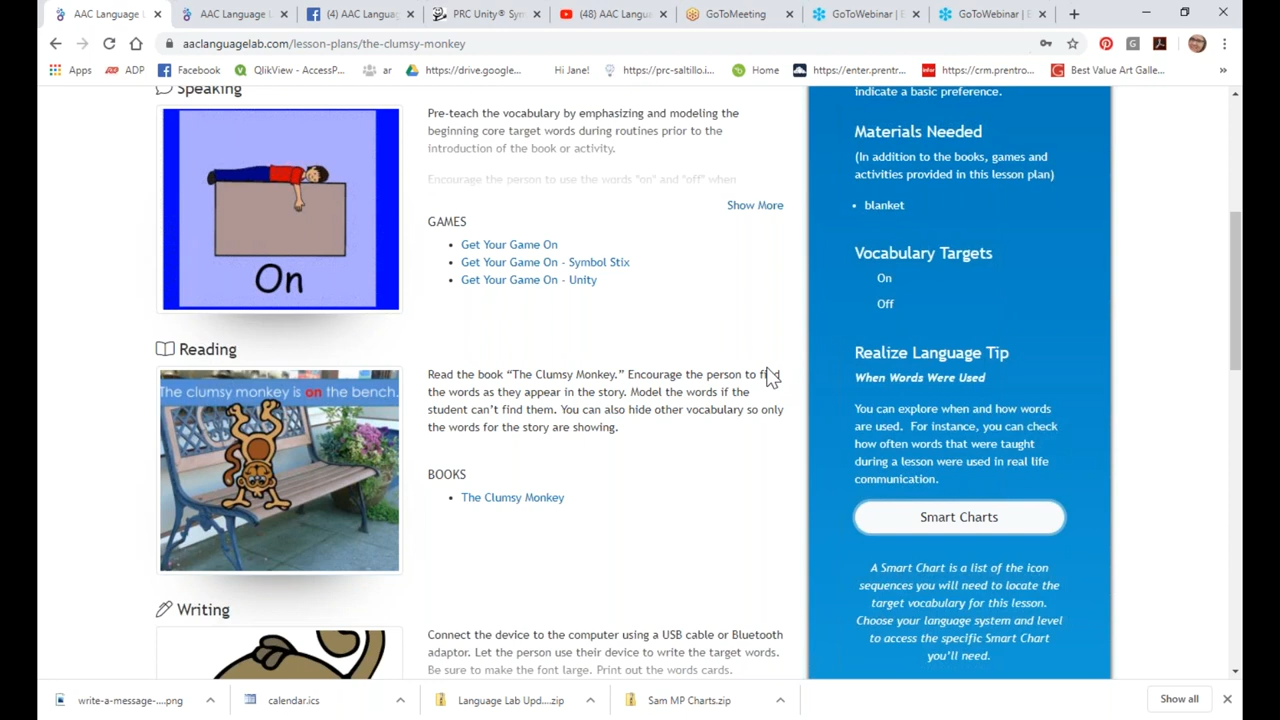 AAC Language L
AAC Language L
(4) AAC Languag
PRC Unity® Sym
(48) AAC Langu
GoToMeeting
GoToWebinar | E
GoToWebinar | E
aaclanguagelab.com/lesson-plans/the-clumsy-monkey
Apps
ADP
Facebook
QlikView - AccessP...
ar
https://drive.google...
Hi Jane!
https://prc-saltillo.m...
Home
https://enter.prentr...
https://crm.prentro...
Best Value Art Galle...
Speaking
On
Pre-teach the vocabulary by emphasizing and modeling the
beginning core target words during routines prior to the
introduction of the book or activity.
Encourage the person to use the words "on" and "off" when
Show More
GAMES
Get Your Game On
Get Your Game On - Symbol Stix
Get Your Game On - Unity
Reading
The clumsy monkey is on the bench.
Read the book “The Clumsy Monkey.” Encourage the person to find
the words as they appear in the story. Model the words if the
student can’t find them. You can also hide other vocabulary so only
the words for the story are showing.
BOOKS
The Clumsy Monkey
Writing
Connect the device to the computer using a USB cable or Bluetooth
adaptor. Let the person use their device to write the target words.
Be sure to make the font large. Print out the words cards.
indicate a basic preference.
Materials Needed
(In addition to the books, games and
activities provided in this lesson plan)
blanket
Vocabulary Targets
On
Off
Realize Language Tip
When Words Were Used
You can explore when and how words
are used. For instance, you can check
how often words that were taught
during a lesson were used in real life
communication.
Smart Charts
A Smart Chart is a list of the icon
sequences you will need to locate the
target vocabulary for this lesson.
Choose your language system and level
to access the specific Smart Chart
you’ll need.
write-a-message-....png
calendar.ics
Language Lab Upd....zip
Sam MP Charts.zip
Show all